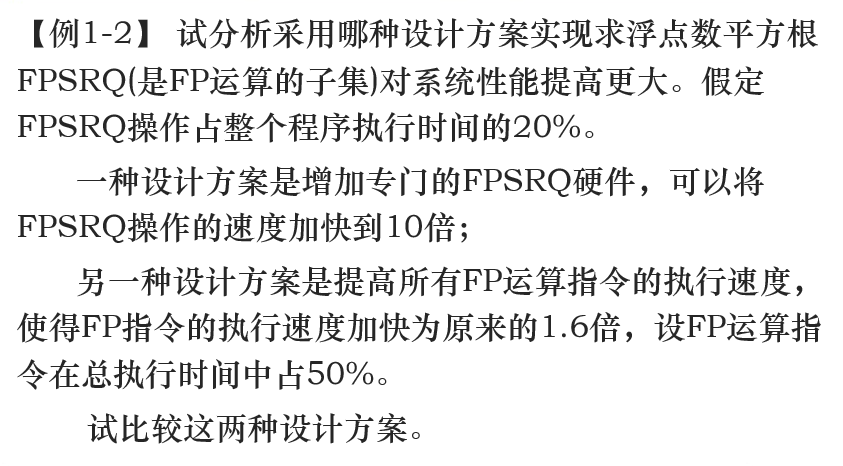 【例1-2】 试分析采用哪种设计方案实现求浮点数平方根
FPSRQ(是FP运算的子集)对系统性能提高更大。假定
FPSRQ操作占整个程序执行时间的20%。
一种设计方案是增加专门的FPSRQ硬件，可以将
FPSRQ操作的速度加快到10倍；
另一种设计方案是提高所有FP运算指令的执行速度，
使得FP指令的执行速度加快为原来的1.6倍，设FP运算指
令在总执行时间中占50%。
试比较这两种设计方案。